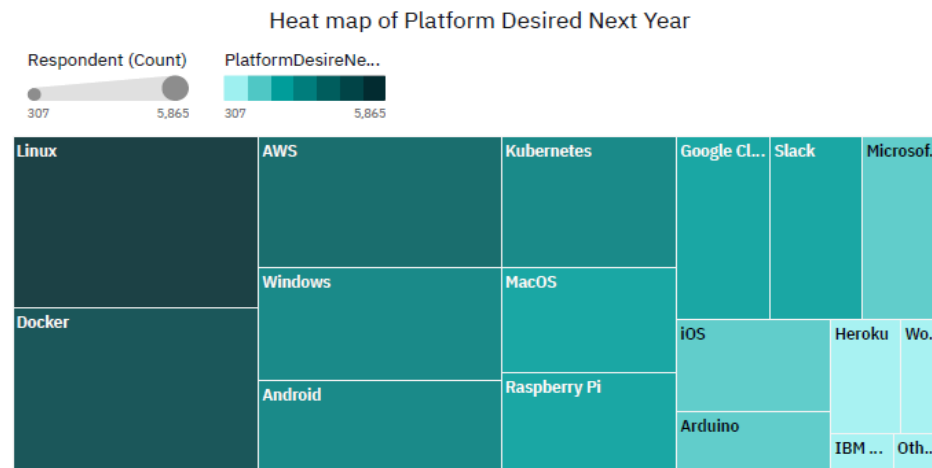 Heat map of Platform Desired Next Year
Respondent (Count)
PlatformDesireNe...
307
5,865
307
5,865
Linux
AWS
Kubernetes
Google Cl...
Slack
Microsof.
Windows
MacOS
Docker
iOS
Heroku
Wo.
Android
Raspberry Pi
Arduino
IBM ...
Oth..